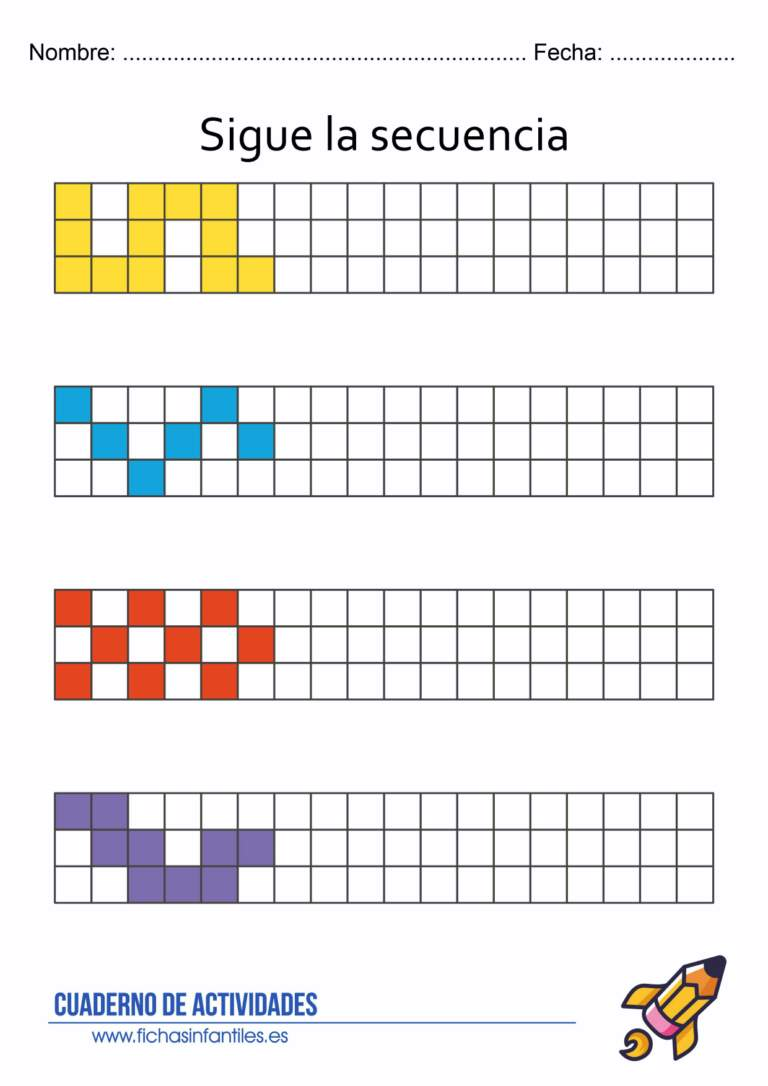 Nombre: ................................................................ Fecha: ....................
Sigue la secuencia
CUADERNO DE ACTIVIDADES
www.fichasinfantiles.es